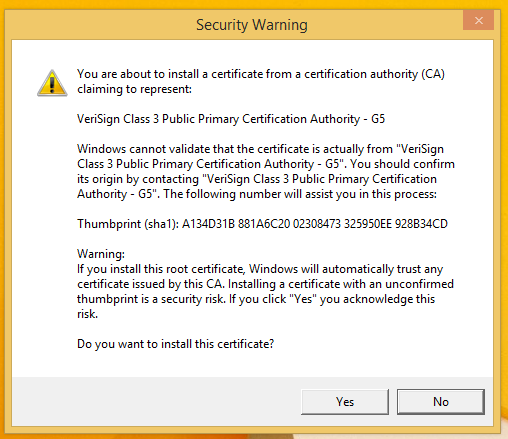 Security Warning
You are about to install a certificate from a certification authority (CA)
claiming to represent:
VeriSign Class 3 Public Primary Certification Authority - G5
Windows cannot validate that the certificate is actually from "VeriSign
Class 3 Public Primary Certification Authority - G5". You should confirm
its origin by contacting "VeriSign Class 3 Public Primary Certification
Authority - G5". The following number will assist you in this process:
Thumbprint (sha1): A134D31B 881A6C20 02308473 325950EE 928B34CD
Warning:
If you install this root certificate, Windows will automatically trust any
certificate issued by this CA. Installing a certificate with an unconfirmed
thumbprint is a security risk. If you click "Yes" you acknowledge this
risk.
Do you want to install this certificate?
Yes
No